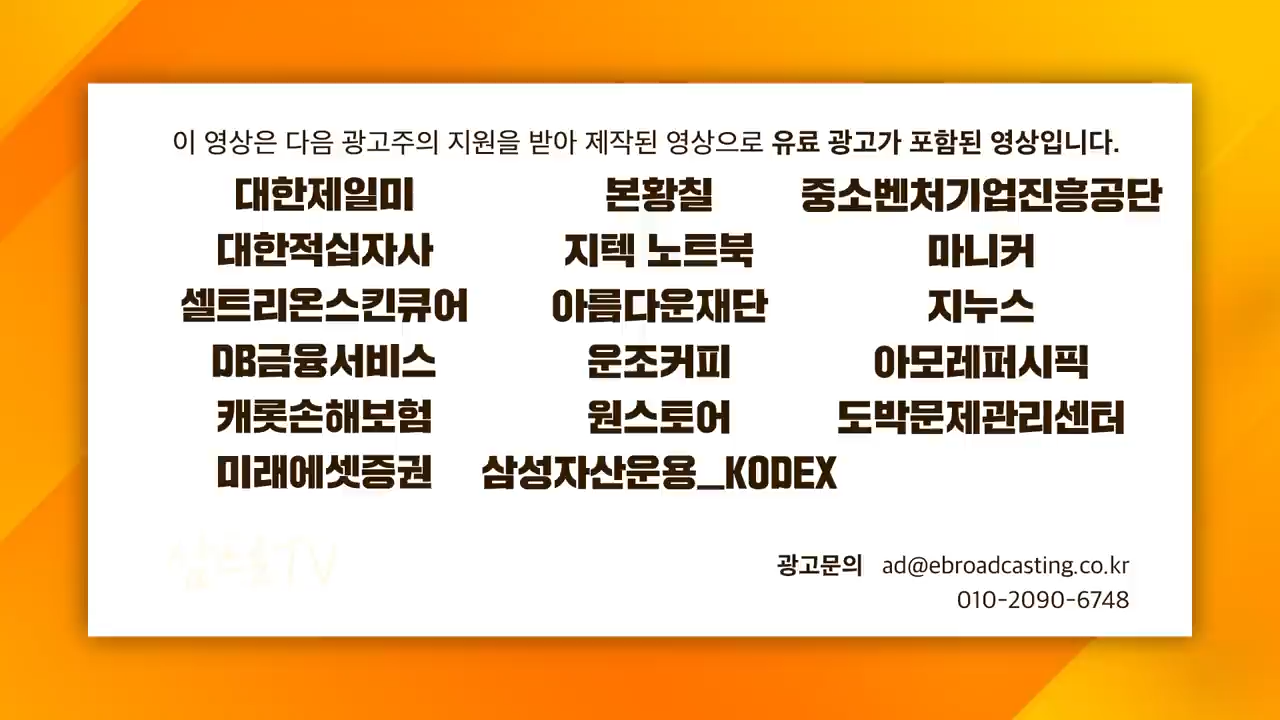 이 영상은 다음 광고주의 지원을 받아 제작된 영상으로 유료 광고가 포함된 영상입니다.
대한제일미 본황칠 중소벤처기업진흥공단
대한적십자사 지텍 노트북 마니커
셀트리온스킨큐어 아름다운재단 지누스
DB금융서비스 운조커피 아모레퍼시픽
캐롯손해보험 원스토어 도박문제관리센터
미래에셋증권 삼성자산운용_KODEX
삼프로TV
광고문의 ad@ebroadcasting.co.kr
010-2090-6748